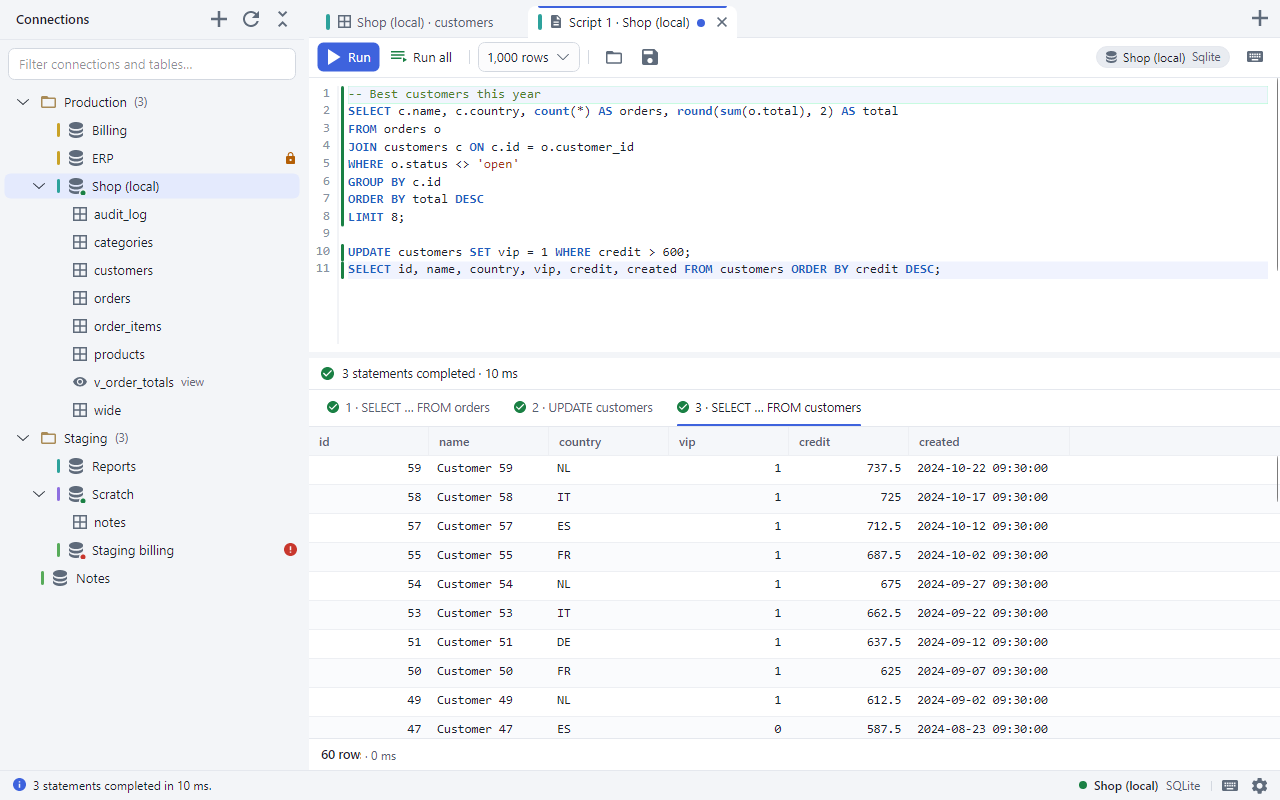 Connections
Filter connections and tables...
Production (3)
Billing
ERP
Shop (local)
audit_log
categories
customers
orders
order_items
products
v_order_totals view
wide
Staging (3)
Reports
Scratch
notes
Staging billing
Notes
Shop (local) · customers
Script 1 · Shop (local)
Run
Run all
1,000 rows
Shop (local) Sqlite
1 -- Best customers this year
2 SELECT c.name, c.country, count(*) AS orders, round(sum(o.total), 2) AS total
3 FROM orders o
4 JOIN customers c ON c.id = o.customer_id
5 WHERE o.status <> 'open'
6 GROUP BY c.id
7 ORDER BY total DESC
8 LIMIT 8;
9
10 UPDATE customers SET vip = 1 WHERE credit > 600;
11 SELECT id, name, country, vip, credit, created FROM customers ORDER BY credit DESC;
3 statements completed · 10 ms
1 · SELECT ... FROM orders
2 · UPDATE customers
3 · SELECT ... FROM customers
id name country vip credit created
59 Customer 59 NL 1 737.5 2024-10-22 09:30:00
58 Customer 58 IT 1 725 2024-10-17 09:30:00
57 Customer 57 ES 1 712.5 2024-10-12 09:30:00
55 Customer 55 FR 1 687.5 2024-10-02 09:30:00
54 Customer 54 NL 1 675 2024-09-27 09:30:00
53 Customer 53 IT 1 662.5 2024-09-22 09:30:00
51 Customer 51 DE 1 637.5 2024-09-12 09:30:00
50 Customer 50 FR 1 625 2024-09-07 09:30:00
49 Customer 49 NL 1 612.5 2024-09-02 09:30:00
47 Customer 47 ES 0 587.5 2024-08-23 09:30:00
60 rows · 0 ms
3 statements completed in 10 ms.
Shop (local) SQLite